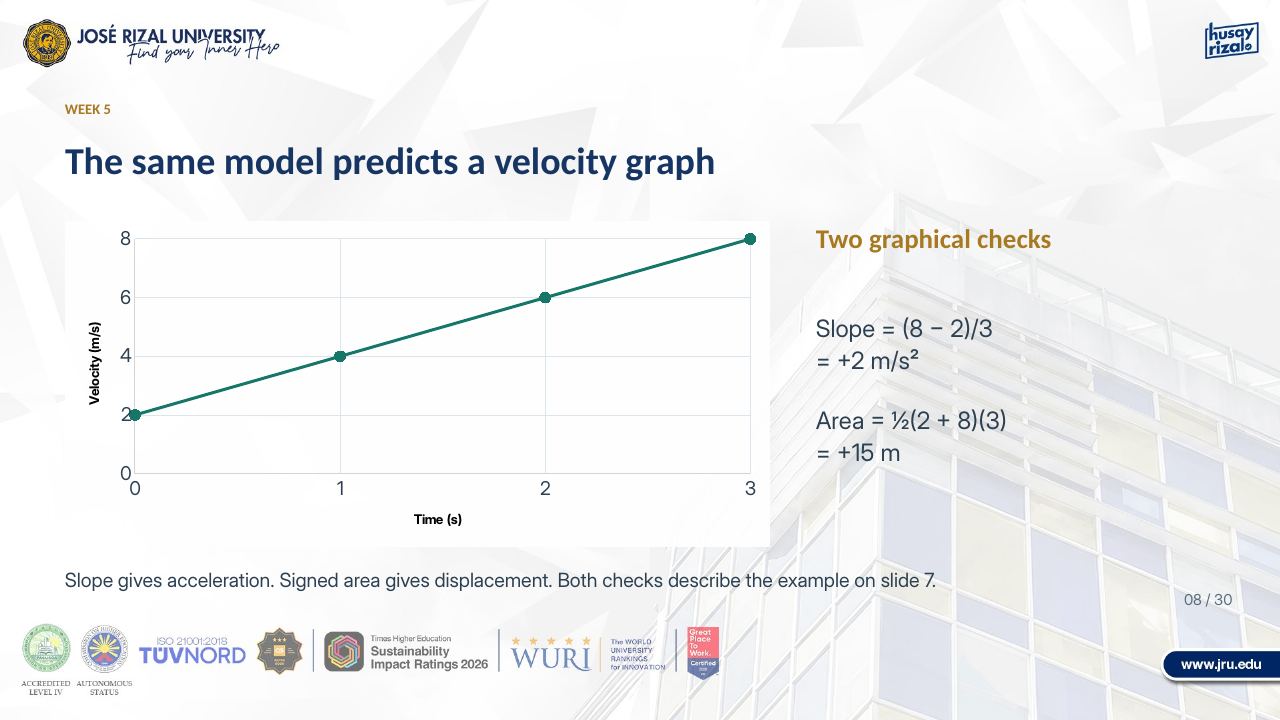 JOSÉ RIZAL UNIVERSITY
Find your Inner Hero
husay
rizal
WEEK 5
The same model predicts a velocity graph
8
6
4
2
0
0 1 2 3
Velocity (m/s)
Time (s)
Two graphical checks
Slope = (8 − 2)/3
= +2 m/s²
Area = ½(2 + 8)(3)
= +15 m
Slope gives acceleration. Signed area gives displacement. Both checks describe the example on slide 7.
08 / 30
ACCREDITED
LEVEL IV
AUTONOMOUS
STATUS
ISO 21001:2018
TÜVNORD
Times Higher Education
Sustainability
Impact Ratings 2026
WURI
The WORLD
UNIVERSITY
RANKINGS
for INNOVATION
Great
Place
To
Work.
Certified
www.jru.edu